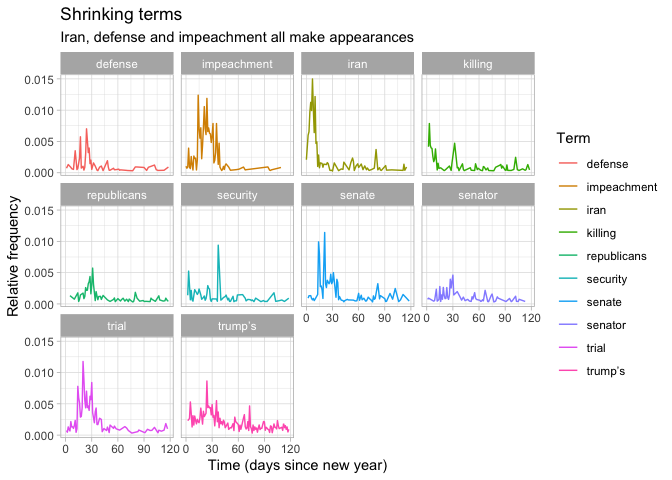 Shrinking terms
Iran, defense and impeachment all make appearances
defense impeachment iran killing
0.015
0.010
0.005
0.000
republicans security senate senator
0.015
0.010
0.005
0.000
0 30 60 90 120 0 30 60 90 120
trial trump's
0.015
0.010
0.005
0.000
0 30 60 90 120 0 30 60 90 120
Relative frequency
Time (days since new year)
Term
defense
impeachment
iran
killing
republicans
security
senate
senator
trial
trump's